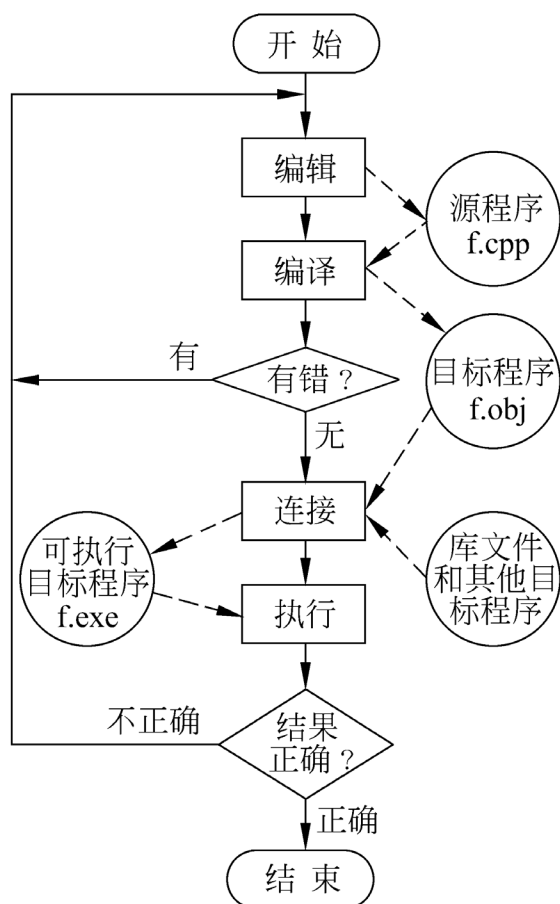 开 始
编辑
源程序
f.cpp
编译
有
有错？
目标程序
f.obj
无
连接
可执行
目标程序
f.exe
库文件
和其他目
标程序
执行
不正确
结果
正确？
正确
结 束